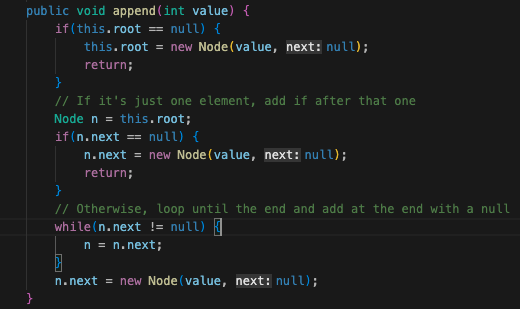 public void append(int value) {
if(this.root == null) {
this.root = new Node(value, next: null);
return;
}
// If it's just one element, add if after that one
Node n = this.root;
if(n.next == null) {
n.next = new Node(value, next: null);
return;
}
// Otherwise, loop until the end and add at the end with a null
while(n.next != null) {
n = n.next;
}
n.next = new Node(value, next: null);
}